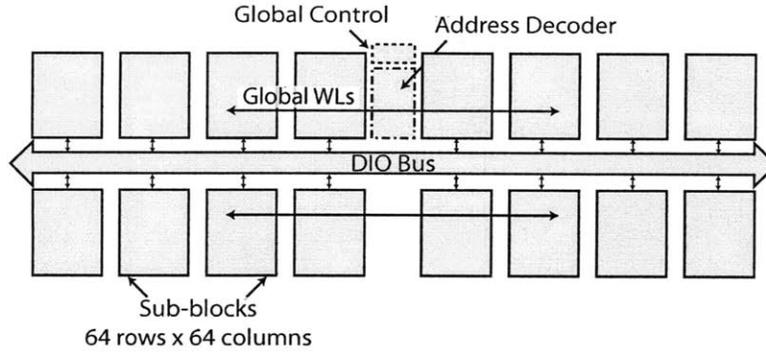 Global Control
Address Decoder
Global WLs
DIO Bus
Sub-blocks
64 rows x 64 columns